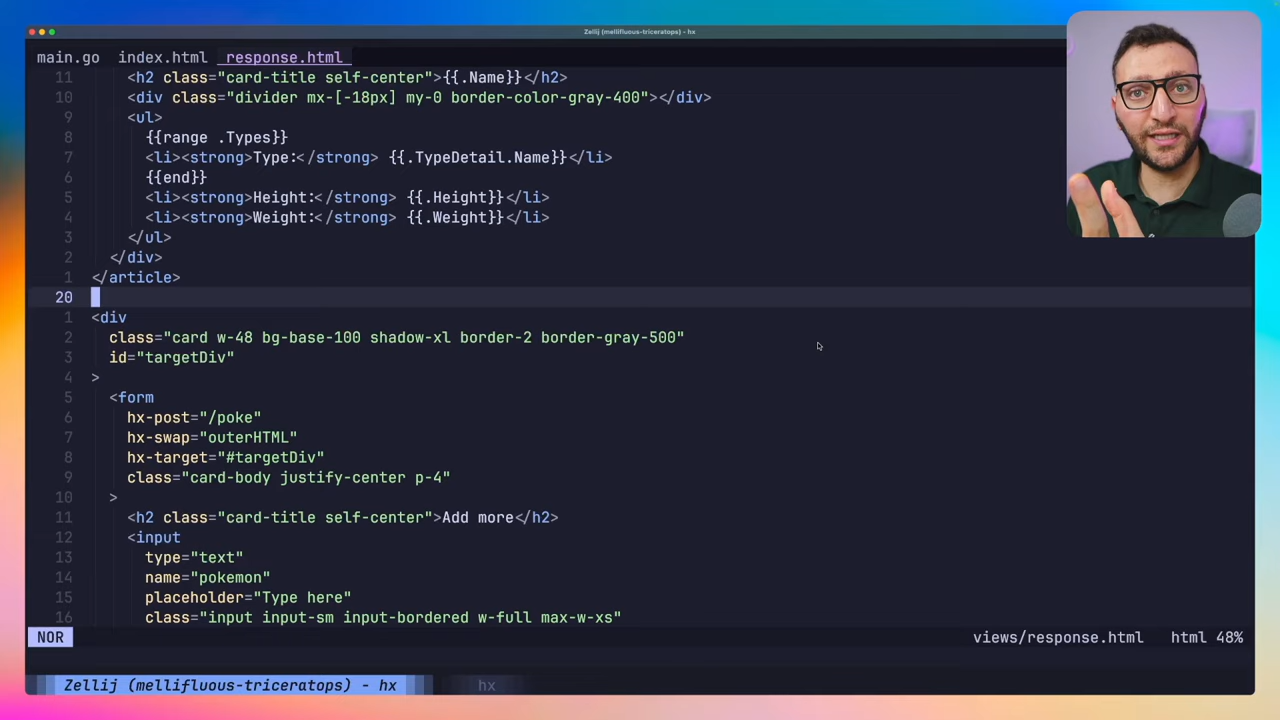 Zellij (mellifluous-triceratops) - hx
main.go index.html response.html
11 <h2 class="card-title self-center">{{.Name}}</h2>
10 <div class="divider mx-[-18px] my-0 border-color-gray-400"></div>
9 <ul>
8 {{range .Types}}
7 <li><strong>Type:</strong> {{.TypeDetail.Name}}</li>
6 {{end}}
5 <li><strong>Height:</strong> {{.Height}}</li>
4 <li><strong>Weight:</strong> {{.Weight}}</li>
3 </ul>
2 </div>
1 </article>
20
1 <div
2 class="card w-48 bg-base-100 shadow-xl border-2 border-gray-500"
3 id="targetDiv"
4 >
5 <form
6 hx-post="/poke"
7 hx-swap="outerHTML"
8 hx-target="#targetDiv"
9 class="card-body justify-center p-4"
10 >
11 <h2 class="card-title self-center">Add more</h2>
12 <input
13 type="text"
14 name="pokemon"
15 placeholder="Type here"
16 class="input input-sm input-bordered w-full max-w-xs"
NOR views/response.html html 48%
Zellij (mellifluous-triceratops) - hx hx